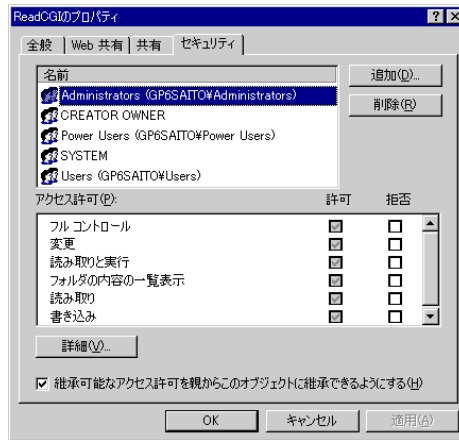 ReadCGIのプロパティ
全般 Web 共有 共有 セキュリティ
名前
Administrators (GP6SAITO¥Administrators)
CREATOR OWNER
Power Users (GP6SAITO¥Power Users)
SYSTEM
Users (GP6SAITO¥Users)
追加(D)...
削除(R)
アクセス許可(P): 許可 拒否
フル コントロール
変更
読み取りと実行
フォルダの内容の一覧表示
読み取り
書き込み
詳細(V)...
継承可能なアクセス許可を親からこのオブジェクトに継承できるようにする(H)
OK キャンセル 適用(A)